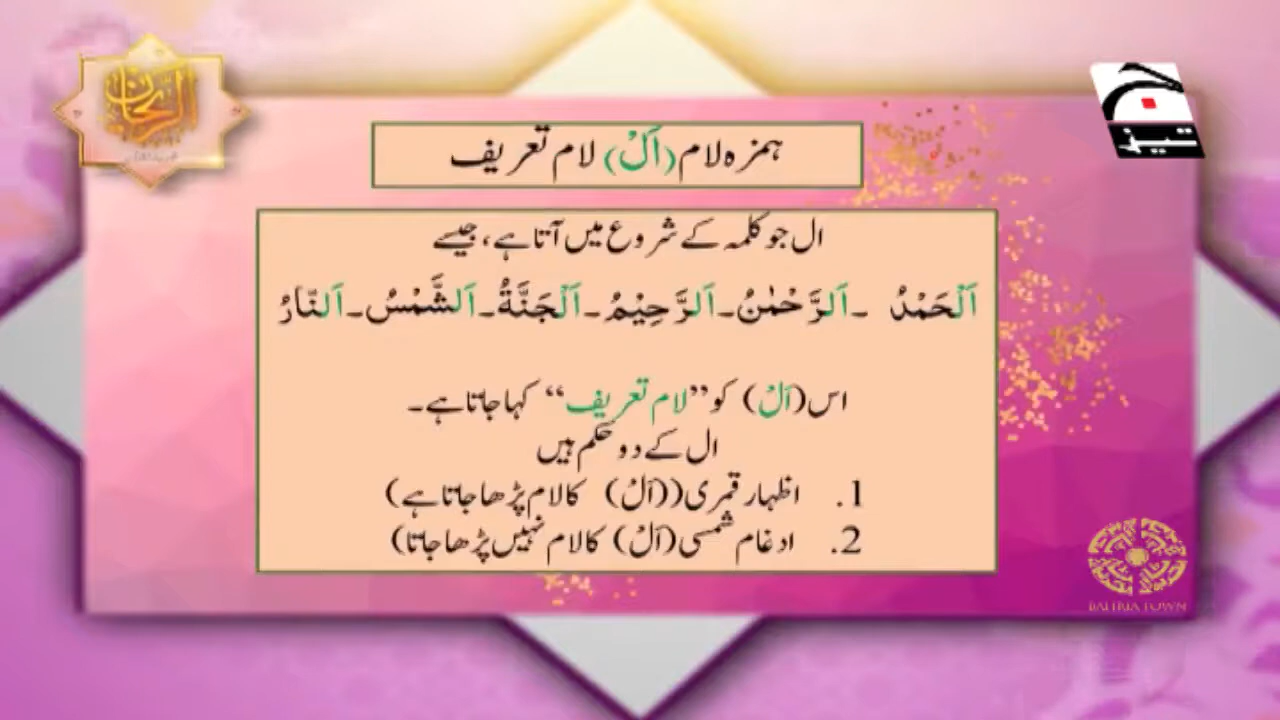 ہمزہ لام (اَلْ) لام تعریف
ال جو کلمہ کے شروع میں آتا ہے، جیسے
اَلْحَمْدُ ۔ اَلرَّحْمٰنُ۔اَلرَّحِیْمُ۔اَلْجَنَّةُ۔اَلشَّمْسُ۔اَلنَّارُ
اس (اَلْ) کو ”لام تعریف“ کہا جاتا ہے۔
ال کے دو حکم ہیں
1. اظہار قمری((اَلْ) کا لام پڑھا جاتا ہے)
2. ادغام شمسی(اَلْ) کا لام نہیں پڑھا جاتا)
BAHRIA TOWN